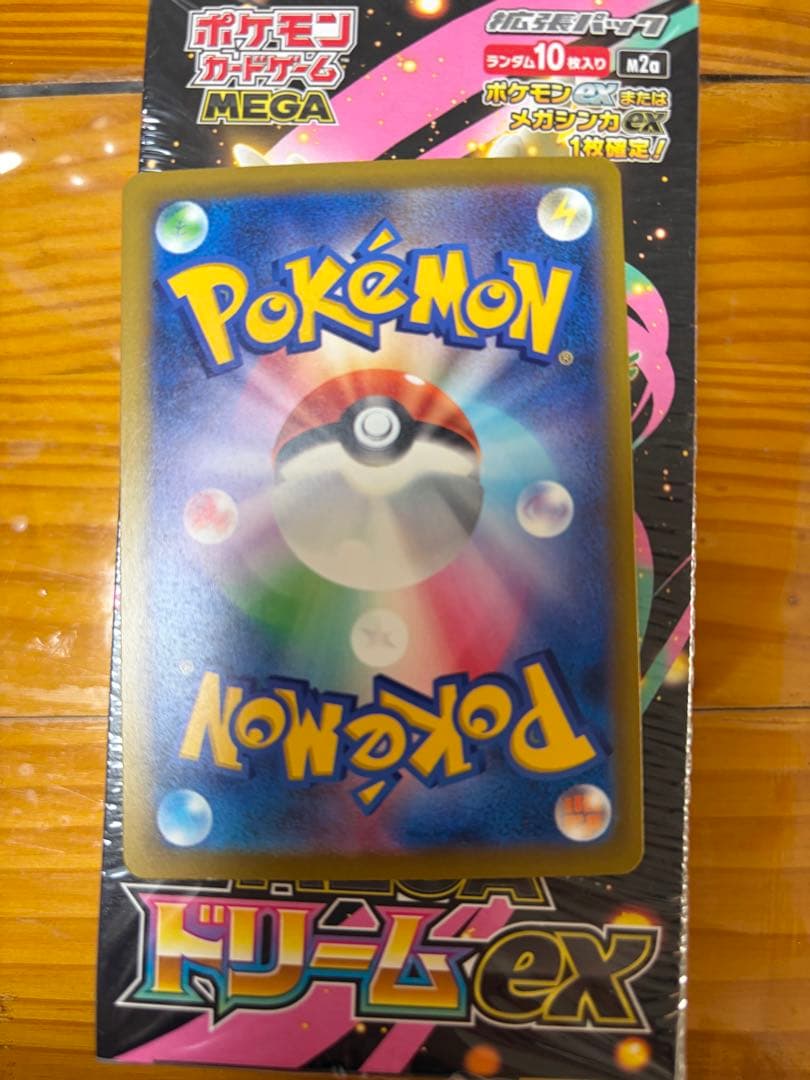 ポケモン
カードゲーム
MEGA
拡張パック
ランダム10枚入り M2a
ポケモンexまたは
メガシンカex
1枚確定!
POKéMON
®
®
POKéMON
MEGA
ドリームex